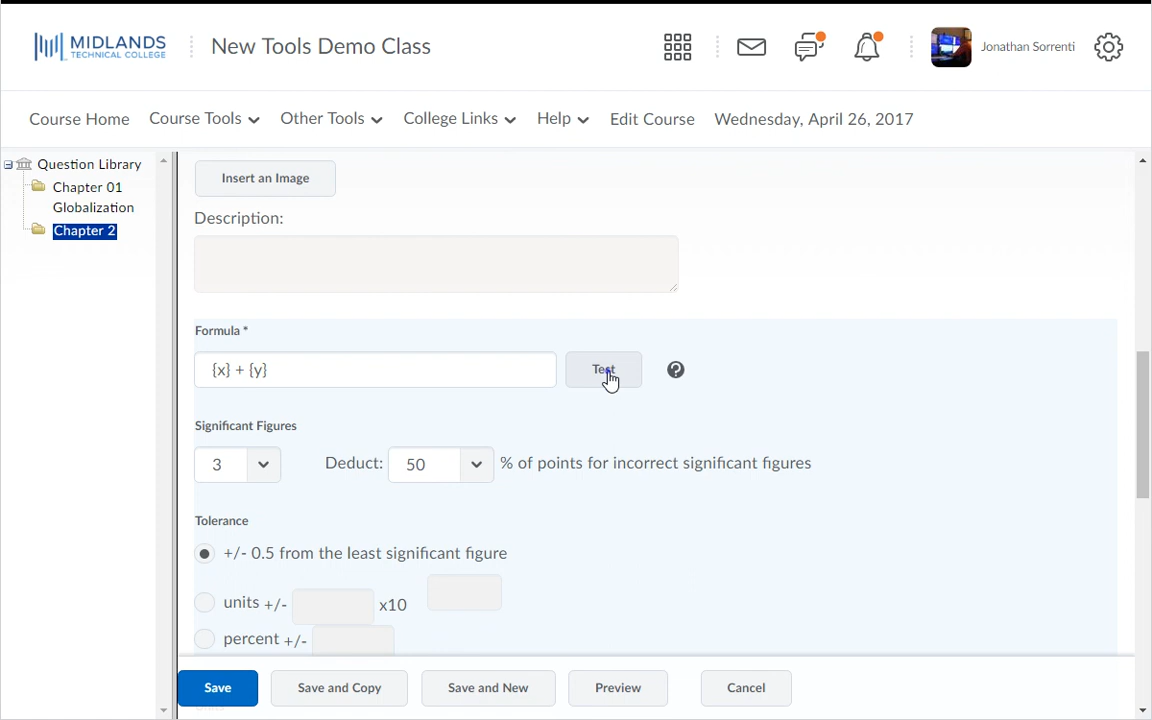 MIDLANDS
TECHNICAL COLLEGE
New Tools Demo Class
Jonathan Sorrenti
Course Home Course Tools Other Tools College Links Help Edit Course Wednesday, April 26, 2017
Question Library
Chapter 01
Globalization
Chapter 2
Insert an Image
Description:
Formula *
{x} + {y}
Test
Significant Figures
3 Deduct: 50 % of points for incorrect significant figures
Tolerance
+/- 0.5 from the least significant figure
units +/- x10
percent +/-
Save Save and Copy Save and New Preview Cancel